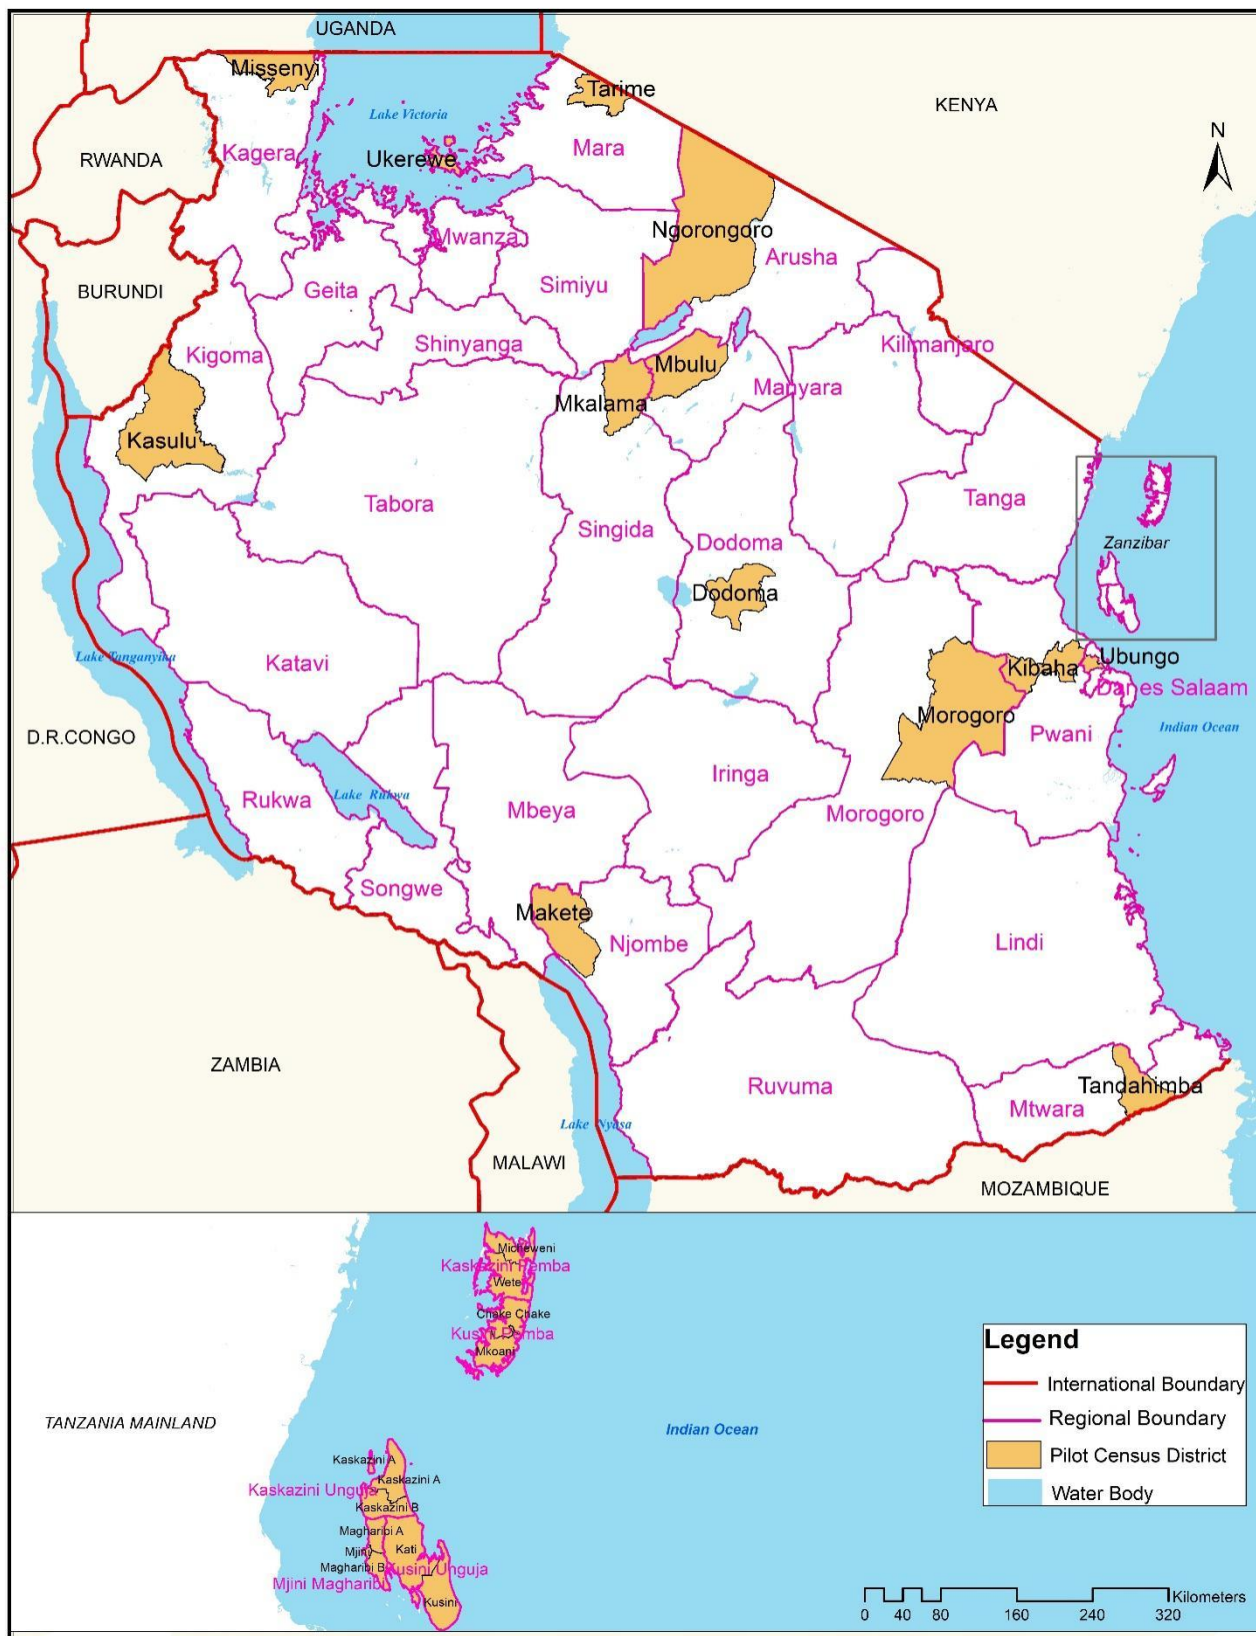 UGANDA
Missenyi
Tarime
KENYA
Lake Victoria
N
Kagera
Ukerewe
Mara
RWANDA
Ngorongoro
Mwanza
Arusha
BURUNDI
Geita
Simiyu
Kigoma
Shinyanga
Kilimanjaro
Mbulu
Manyara
Mkalama
Kasulu
Tabora
Tanga
Singida
Dodoma
Zanzibar
Dodoma
Lake Tanganyika
Katavi
Kibaha
Ubungo
Dar es Salaam
Morogoro
D.R.CONGO
Indian Ocean
Pwani
Iringa
Rukwa
Lake Rukwa
Mbeya
Morogoro
Songwe
Makete
Njombe
Lindi
ZAMBIA
Ruvuma
Tandahimba
Mtwara
Lake Nyasa
MALAWI
MOZAMBIQUE
Micheweni
Kaskazini Pemba
Wete
Chake Chake
Kusini Pemba
Mkoani
TANZANIA MAINLAND
Indian Ocean
Kaskazini A
Kaskazini A
Kaskazini Unguja
Kaskazini B
Magharibi A
Mjini
Kati
Magharibi B
Kusini Unguja
Mjini Magharibi
Kusini
Legend
International Boundary
Regional Boundary
Pilot Census District
Water Body
Kilometers
0 40 80 160 240 320